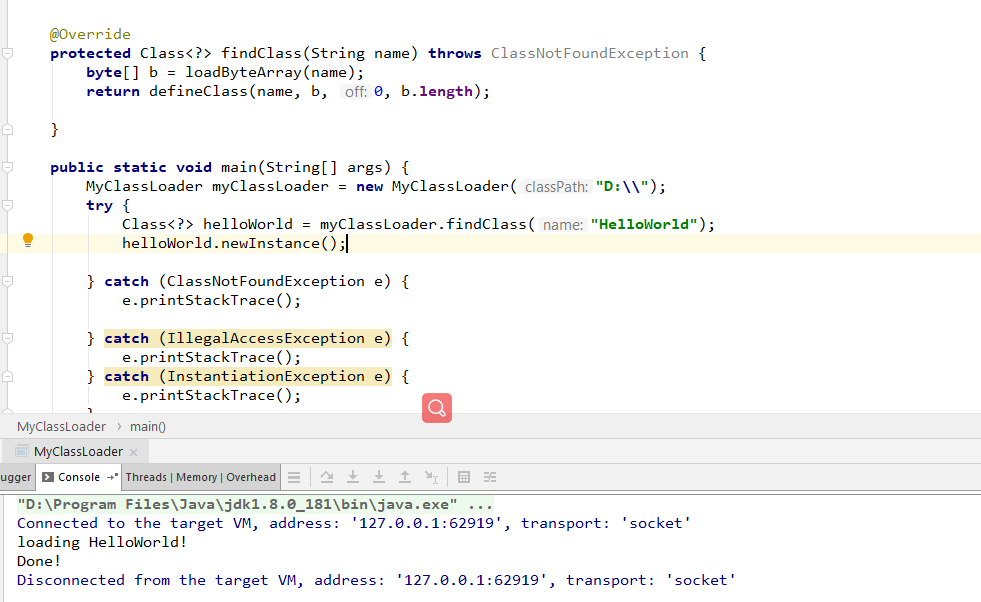 @Override
protected Class<?> findClass(String name) throws ClassNotFoundException {
byte[] b = loadByteArray(name);
return defineClass(name, b, off: 0, b.length);
}
public static void main(String[] args) {
MyClassLoader myClassLoader = new MyClassLoader( classPath: "D:\\");
try {
Class<?> helloWorld = myClassLoader.findClass( name: "HelloWorld");
helloWorld.newInstance();
} catch (ClassNotFoundException e) {
e.printStackTrace();
} catch (IllegalAccessException e) {
e.printStackTrace();
} catch (InstantiationException e) {
e.printStackTrace();
MyClassLoader › main()
MyClassLoader ×
ugger Console →" Threads | Memory | Overhead
"D:\Program Files\Java\jdk1.8.0_181\bin\java.exe" ...
Connected to the target VM, address: '127.0.0.1:62919', transport: 'socket'
loading HelloWorld!
Done!
Disconnected from the target VM, address: '127.0.0.1:62919', transport: 'socket'